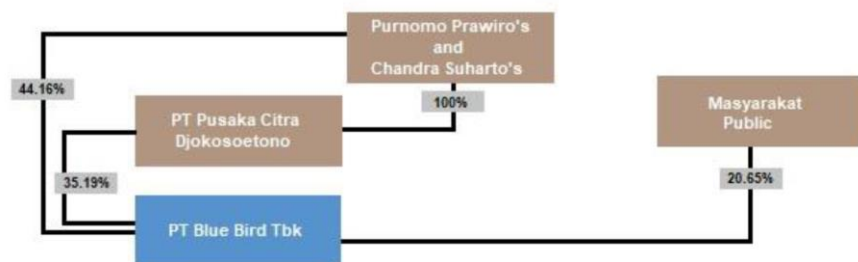 Purnomo Prawiro's
and
Chandra Suharto's
44.16%
100%
PT Pusaka Citra
Djokosoetono
Masyarakat
Public
35.19%
20.65%
PT Blue Bird Tbk